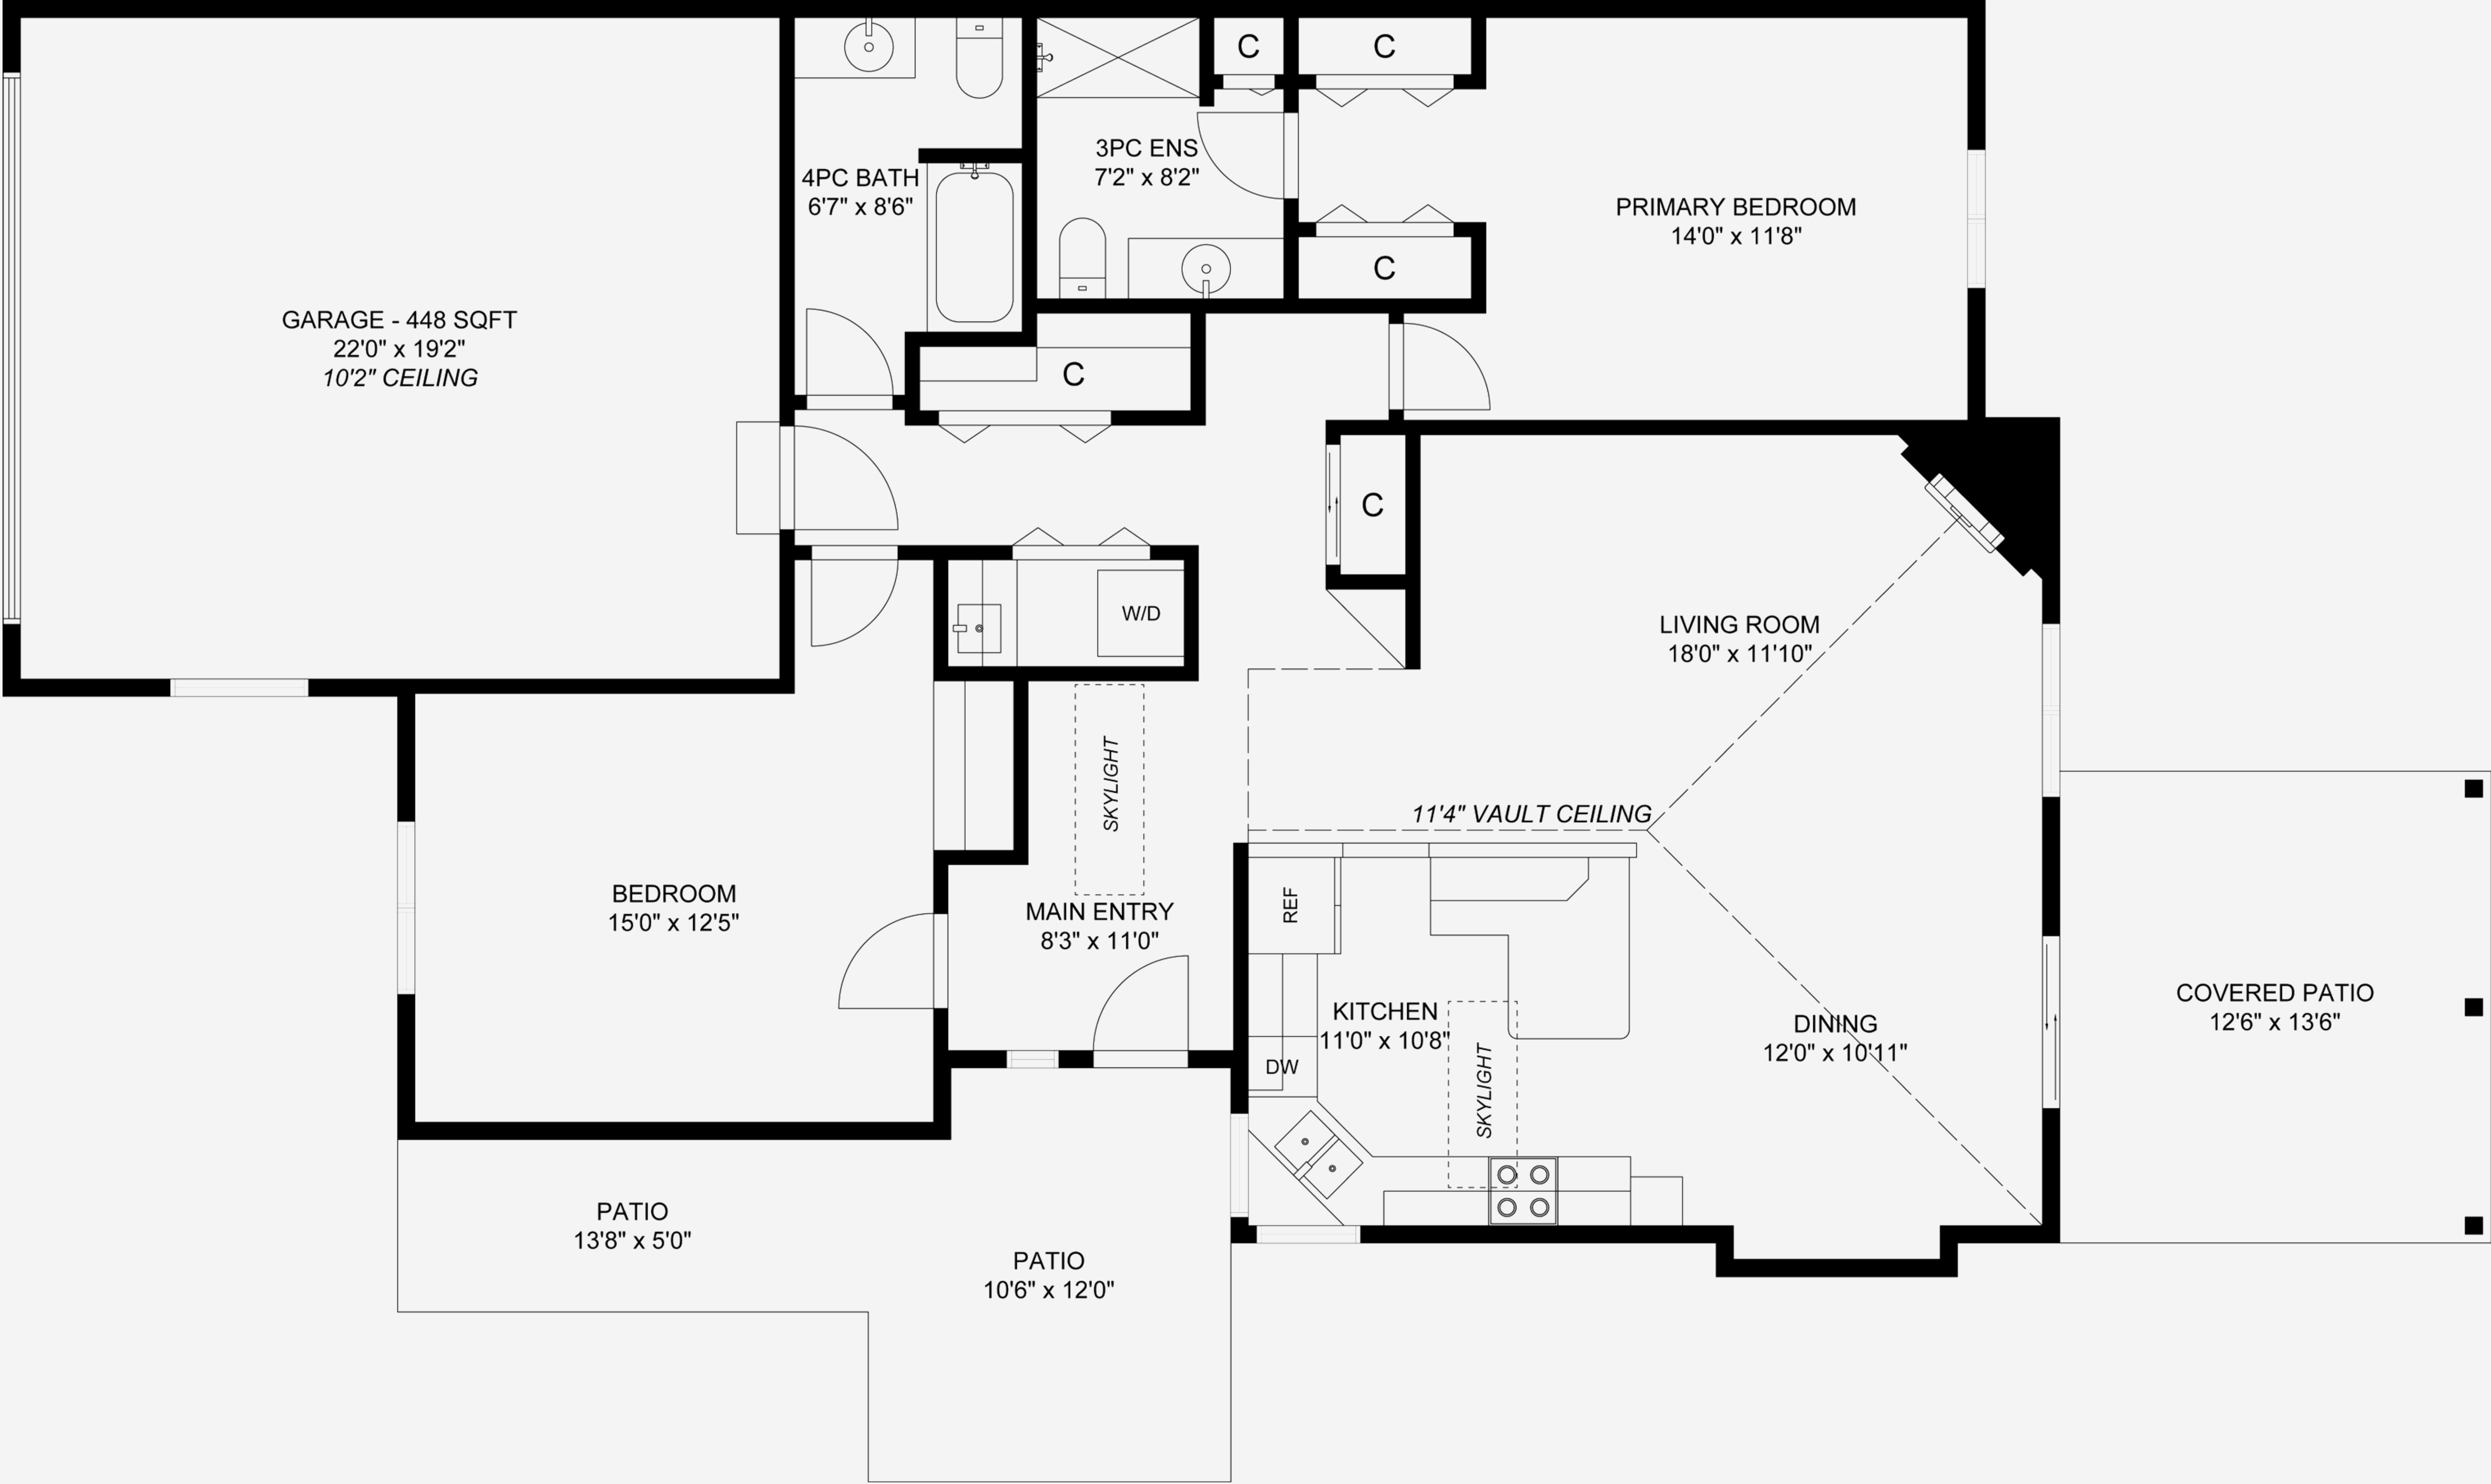 C
C
3PC ENS
7'2" x 8'2"
4PC BATH
6'7" x 8'6"
PRIMARY BEDROOM
14'0" x 11'8"
C
GARAGE - 448 SQFT
22'0" x 19'2"
10'2" CEILING
C
C
W/D
LIVING ROOM
18'0" x 11'10"
SKYLIGHT
11'4" VAULT CEILING
BEDROOM
15'0" x 12'5"
MAIN ENTRY
8'3" x 11'0"
REF
KITCHEN
11'0" x 10'8"
DW
SKYLIGHT
DINING
12'0" x 10'11"
COVERED PATIO
12'6" x 13'6"
PATIO
13'8" x 5'0"
PATIO
10'6" x 12'0"